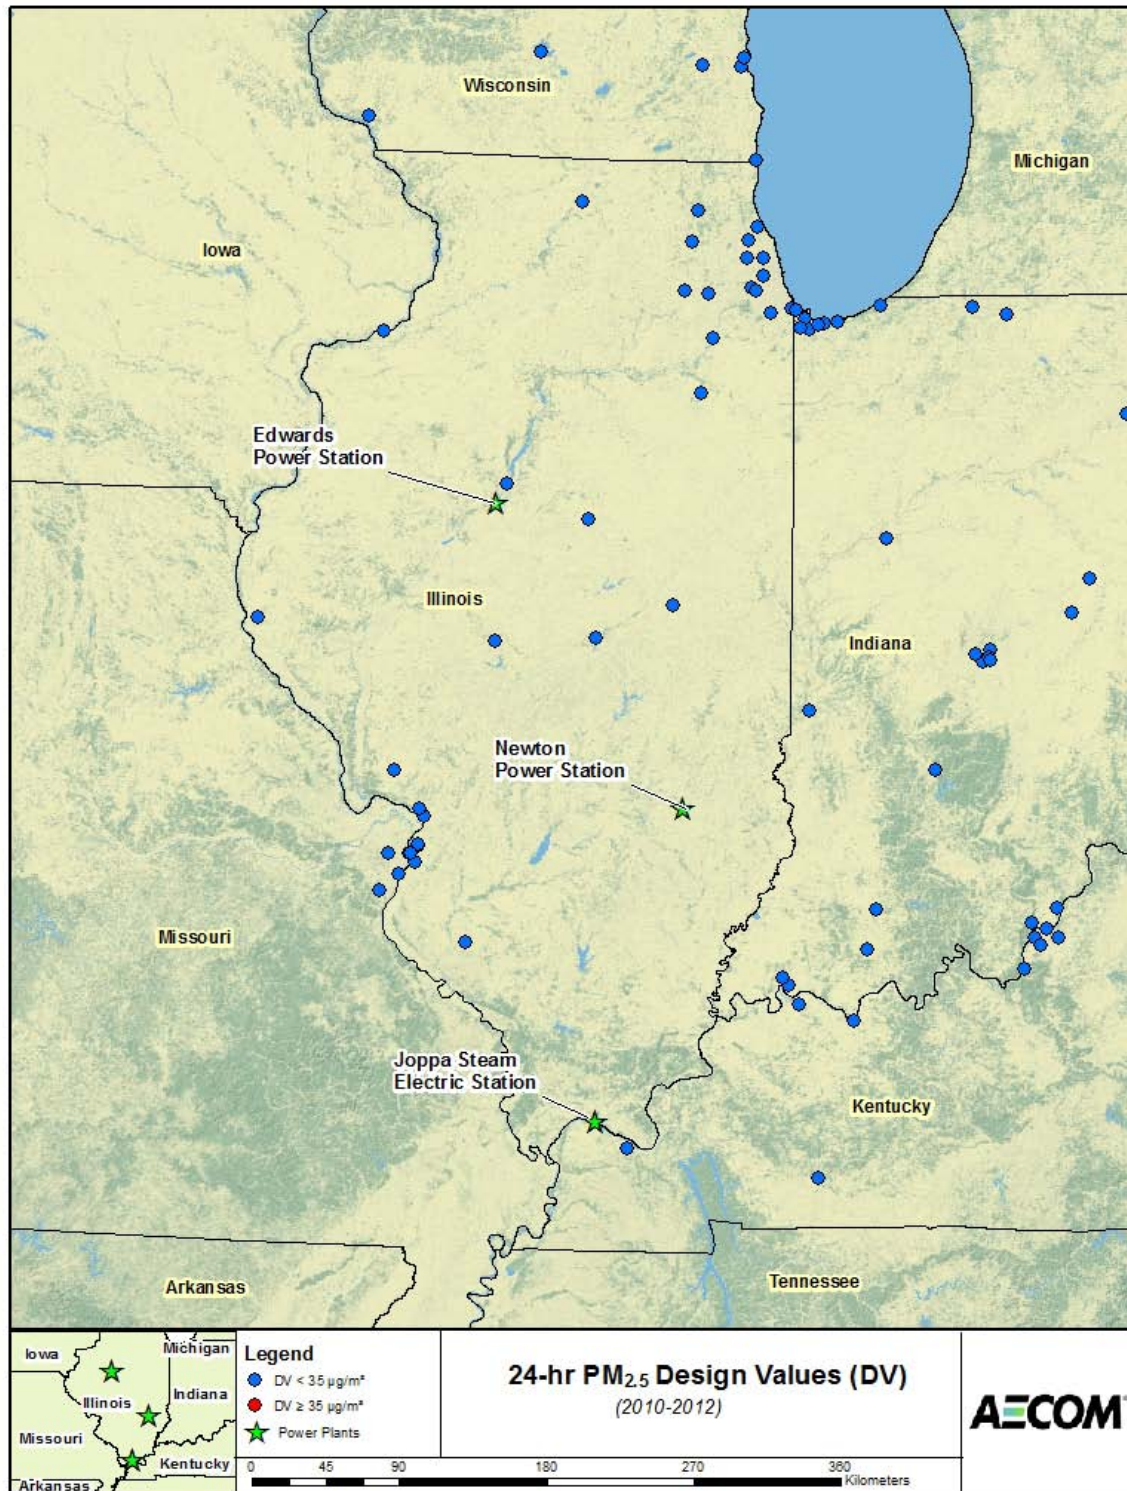 Wisconsin
Michigan
Iowa
Edwards
Power Station
Illinois
Indiana
Newton
Power Station
Missouri
Joppa Steam
Electric Station
Kentucky
Arkansas
Tennessee
Iowa
Michigan
Illinois
Indiana
Missouri
Kentucky
Arkansas
Legend
DV < 35 µg/m³
DV ≥ 35 µg/m³
Power Plants
24-hr PM2.5 Design Values (DV)
(2010-2012)
0 45 90 180 270 360
Kilometers
AECOM